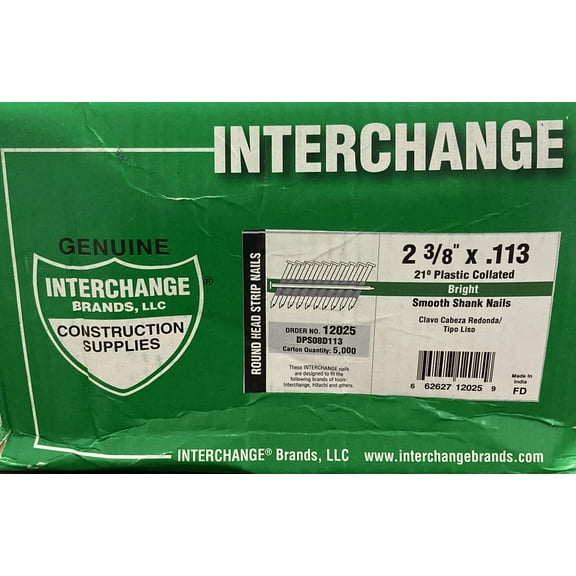 INTERCHANGE
GENUINE
INTERCHANGE ®
BRANDS, LLC
CONSTRUCTION
SUPPLIES
ROUND HEAD STRIP NAILS
ORDER NO. 12025
DPS08D113
Carton Quantity: 5,000
These INTERCHANGE nails
are designed to fit the
following brands of tools:
Interchange, Hitachi and others.
2 3/8" x .113
21º Plastic Collated
Bright
Smooth Shank Nails
Clavo Cabeza Redonda/
Tipo Liso
6 62627 12025 9
Made In
India
FD
INTERCHANGE® Brands, LLC www.interchangebrands.com